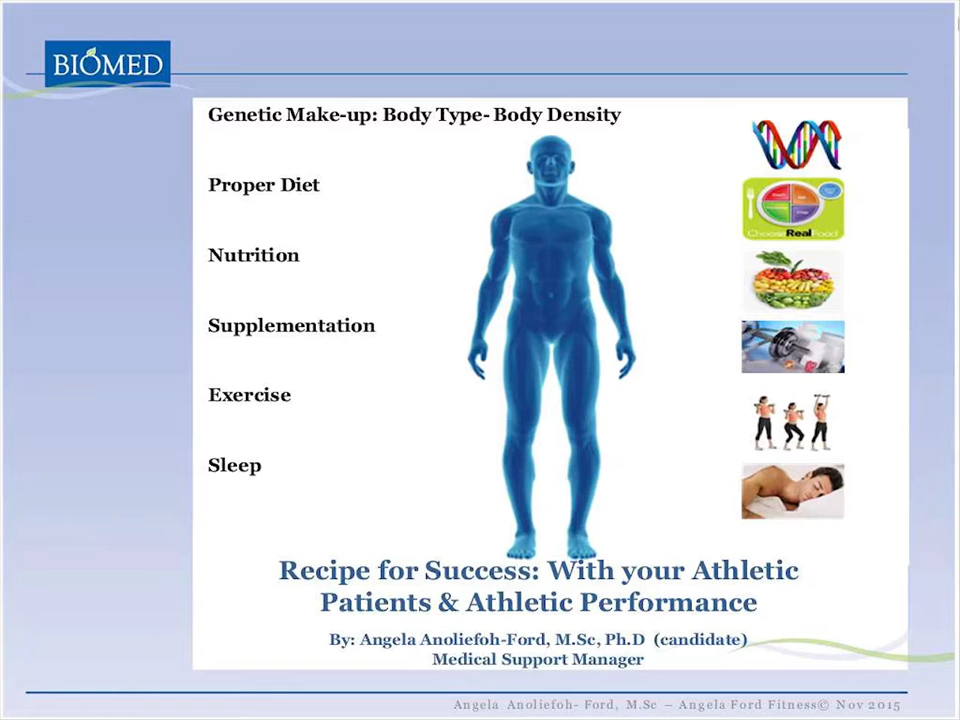 BIOMED
Genetic Make-up: Body Type- Body Density
Proper Diet
Nutrition
Supplementation
Exercise
Sleep
Choose Real Food
Recipe for Success: With your Athletic
Patients & Athletic Performance
By: Angela Anoliefoh-Ford, M.Sc, Ph.D (candidate)
Medical Support Manager
Angela Anoliefoh- Ford, M.Sc – Angela Ford Fitness© Nov 2015